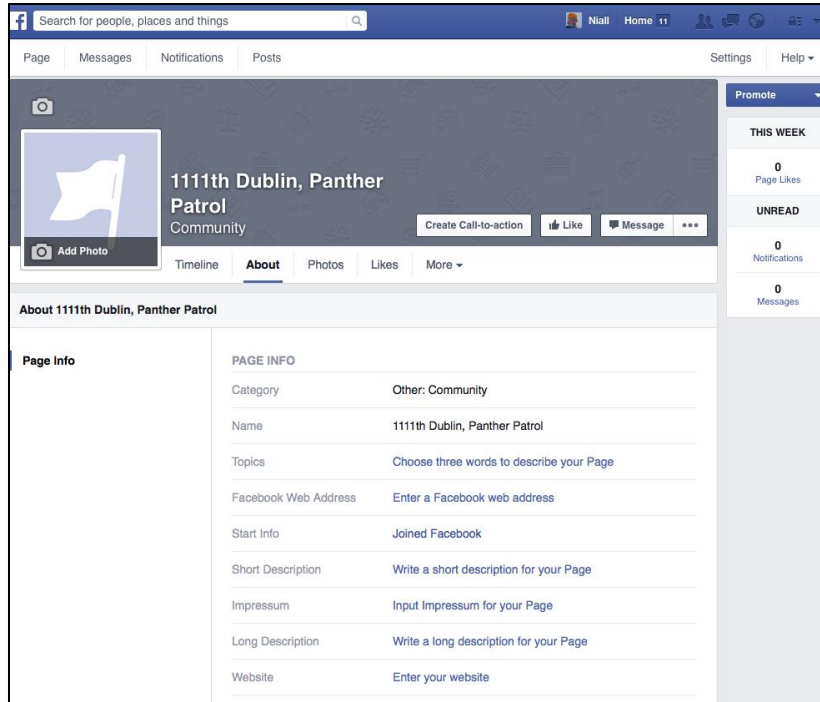 f Search for people, places and things Niall Home 11
Page Messages Notifications Posts Settings Help
Promote
1111th Dublin, Panther
Patrol
Community
Create Call-to-action Like Message
Add Photo
Timeline About Photos Likes More
THIS WEEK
0
Page Likes
UNREAD
0
Notifications
0
Messages
About 1111th Dublin, Panther Patrol
Page Info
PAGE INFO
Category Other: Community
Name 1111th Dublin, Panther Patrol
Topics Choose three words to describe your Page
Facebook Web Address Enter a Facebook web address
Start Info Joined Facebook
Short Description Write a short description for your Page
Impressum Input Impressum for your Page
Long Description Write a long description for your Page
Website Enter your website